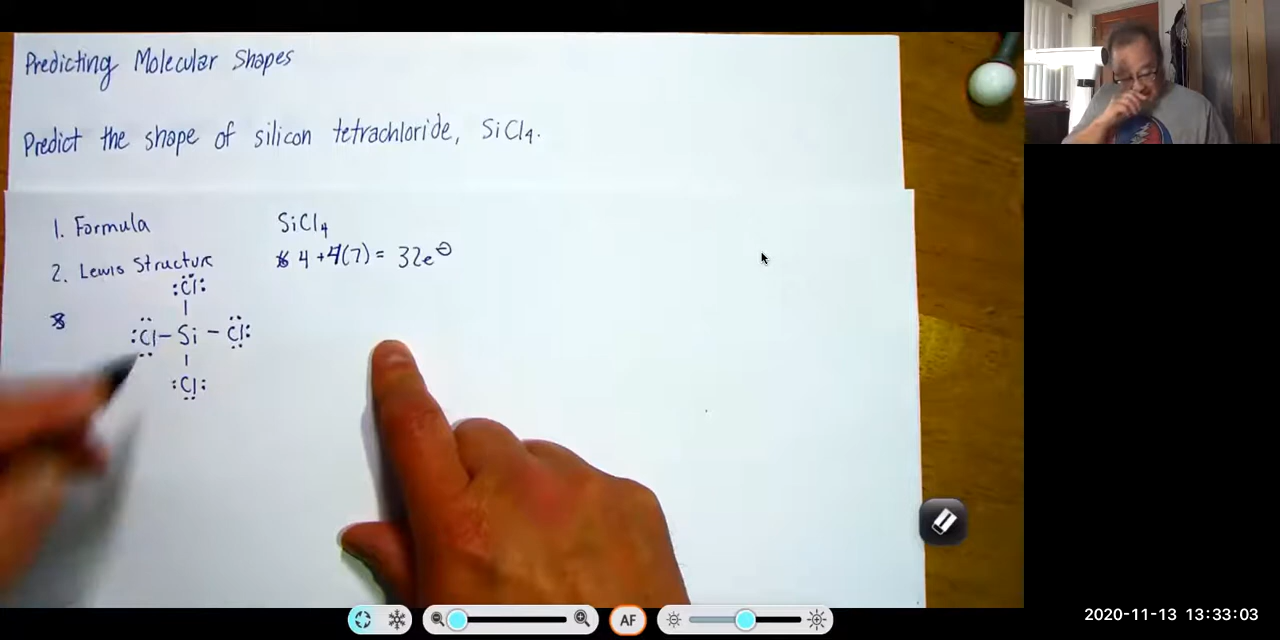 Predicting Molecular Shapes
Predict the shape of silicon tetrachloride, SiCl4.
1. Formula SiCl4
2. Lewis Structure 4 + 4(7) = 32e⊖
:Cl:
:Cl – Si – Cl:
:Cl:
AF
2020-11-13 13:33:03